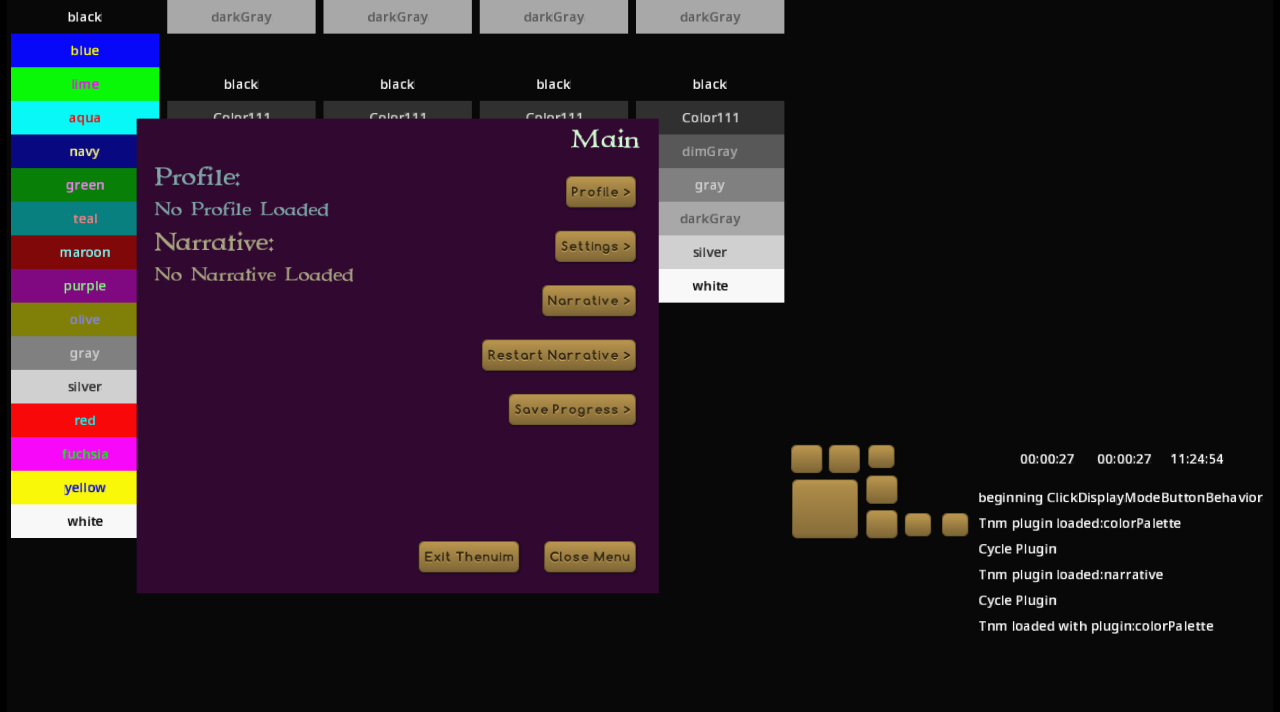 black darkGray darkGray darkGray darkGray
blue
lime black black black black
aqua Color111 Color111 Color111 Color111
navy dimGray
green gray
teal darkGray
maroon silver
purple white
olive
gray
silver
red
fuchsia
yellow
white
Main
Profile:
No Profile Loaded
Narrative:
No Narrative Loaded
Profile >
Settings >
Narrative >
Restart Narrative >
Save Progress >
Exit Thenuim
Close Menu
00:00:27 00:00:27 11:24:54
beginning ClickDisplayModeButtonBehavior
Tnm plugin loaded:colorPalette
Cycle Plugin
Tnm plugin loaded:narrative
Cycle Plugin
Tnm loaded with plugin:colorPalette